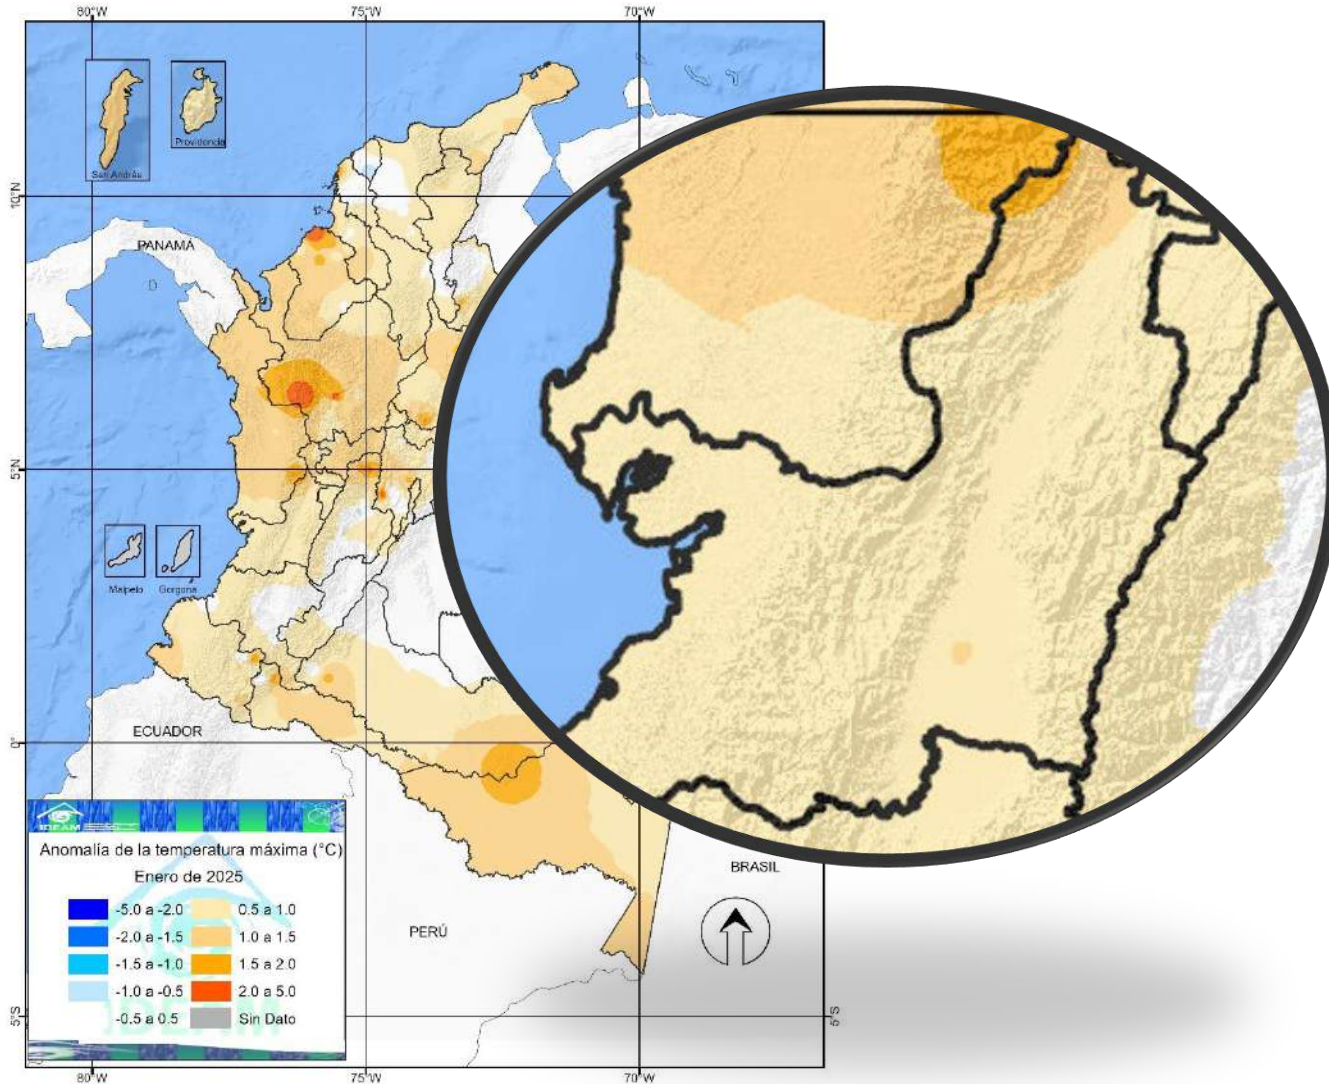 80°W 75°W 70°W
San Andrés
Providencia
10°N
PANAMÁ
5°N
Malpelo Gorgona
ECUADOR
0°
BRASIL
PERÚ
IDEAM
Anomalía de la temperatura máxima (°C)
Enero de 2025
-5.0 a -2.0 0.5 a 1.0
-2.0 a -1.5 1.0 a 1.5
-1.5 a -1.0 1.5 a 2.0
-1.0 a -0.5 2.0 a 5.0
-0.5 a 0.5 Sin Dato
IDEAM
5°S 5°S
80°W 75°W 70°W